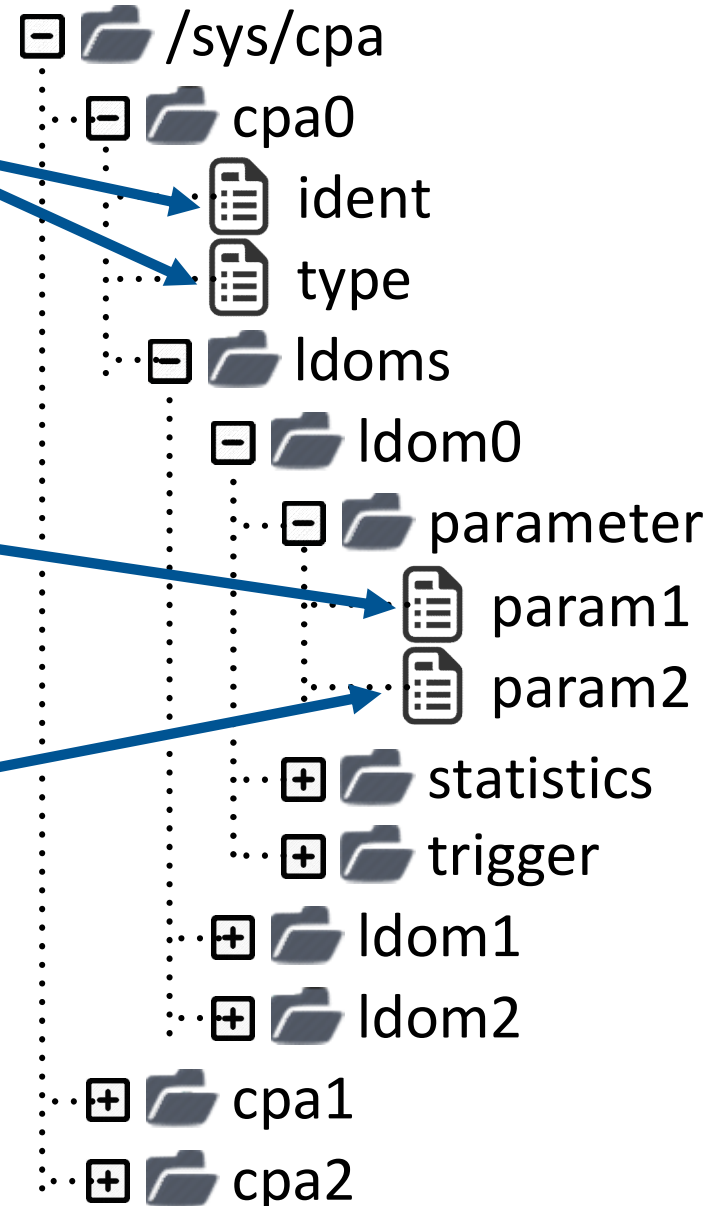 /sys/cpa
cpa0
ident
type
ldoms
ldom0
parameter
param1
param2
statistics
trigger
ldom1
ldom2
cpa1
cpa2